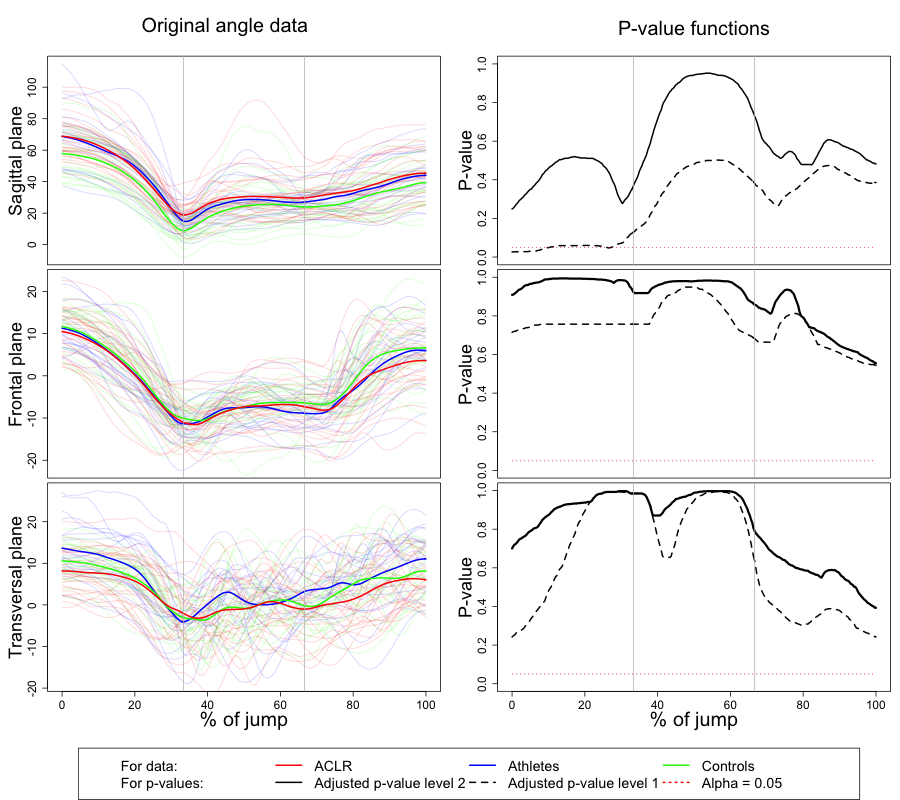 Original angle data
P-value functions
Sagittal plane
0 20 40 60 80 100
P-value
0.0 0.2 0.4 0.6 0.8 1.0
Frontal plane
-20 -10 0 10 20
P-value
0.0 0.2 0.4 0.6 0.8 1.0
Transversal plane
-20 -10 0 10 20
P-value
0.0 0.2 0.4 0.6 0.8 1.0
0 20 40 60 80 100
0 20 40 60 80 100
% of jump
% of jump
For data: ACLR Athletes Controls
For p-values: Adjusted p-value level 2 Adjusted p-value level 1 Alpha = 0.05